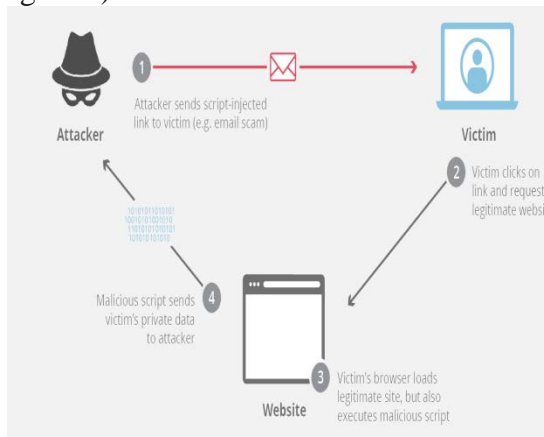 1
Attacker sends script-injected
link to victim (e.g. email scam)
Attacker
Victim
2
Victim clicks on
link and request
legitimate websi
1010101101010101
4
Malicious script sends
victim's private data
to attacker
3
Victim's browser loads
legitimate site, but also
executes malicious script
Website